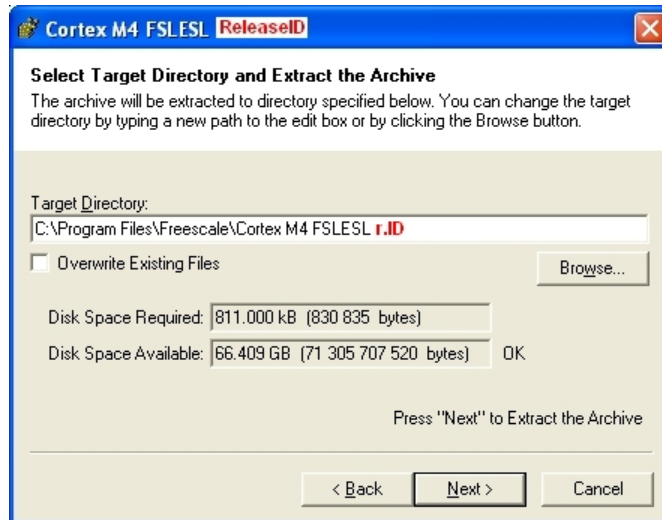 Cortex M4 FSLESL ReleaseID
Select Target Directory and Extract the Archive
The archive will be extracted to directory specified below. You can change the target
directory by typing a new path to the edit box or by clicking the Browse button.
Target Directory:
C:\Program Files\Freescale\Cortex M4 FSLESL r.ID
Overwrite Existing Files
Browse...
Disk Space Required: 811.000 kB (830 835 bytes)
Disk Space Available: 66.409 GB (71 305 707 520 bytes) OK
Press "Next" to Extract the Archive
< Back Next > Cancel